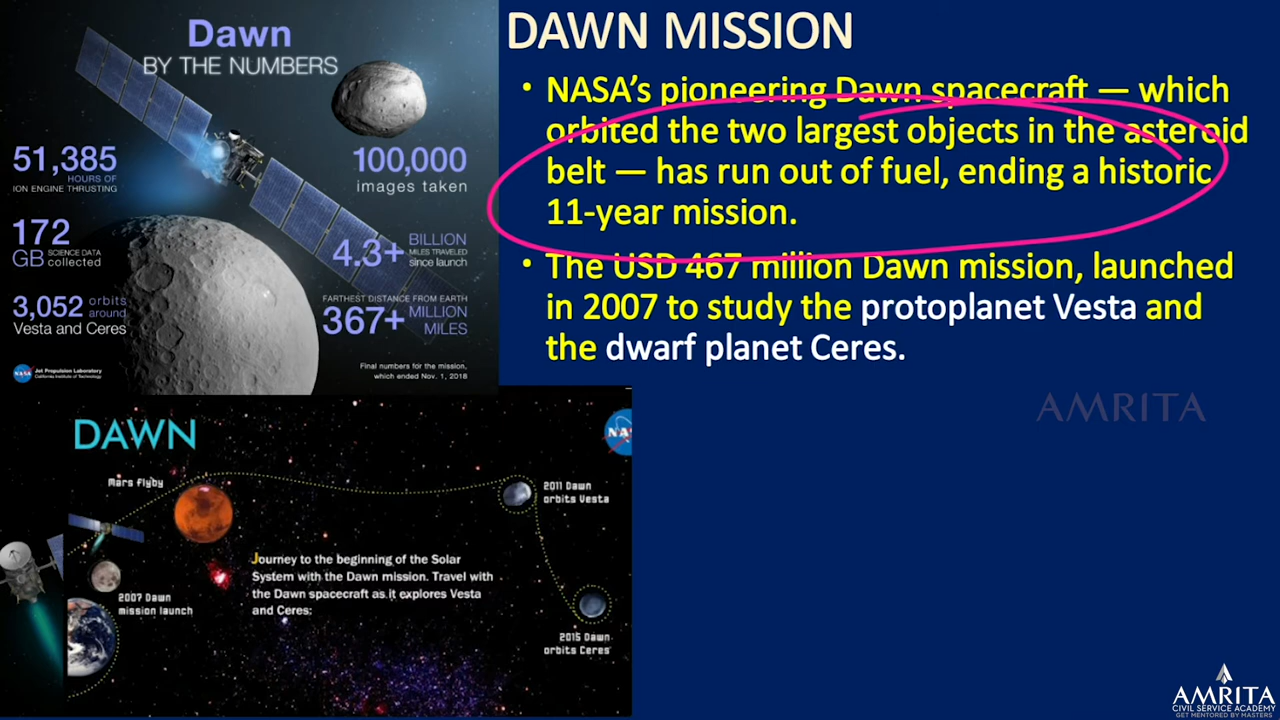 Dawn
BY THE NUMBERS
51,385
HOURS OF
ION ENGINE THRUSTING
100,000
images taken
172
GB SCIENCE DATA
collected
4.3+ BILLION
MILES TRAVELED
since launch
3,052 orbits
around
Vesta and Ceres
FARTHEST DISTANCE FROM EARTH
367+ MILLION
MILES
NASA
Jet Propulsion Laboratory
California Institute of Technology
Final numbers for the mission,
which ended Nov. 1, 2018
DAWN MISSION
• NASA's pioneering Dawn spacecraft — which
orbited the two largest objects in the asteroid
belt — has run out of fuel, ending a historic
11-year mission.
• The USD 467 million Dawn mission, launched
in 2007 to study the protoplanet Vesta and
the dwarf planet Ceres.
AMRITA
DAWN
NAS
Mars flyby
2011 Dawn
orbits Vesta
Journey to the beginning of the Solar
System with the Dawn mission. Travel with
the Dawn spacecraft as it explores Vesta
and Ceres:
2007 Dawn
mission launch
2015 Dawn
orbits Ceres
AMRITA
CIVIL SERVICE ACADEMY
GET MENTORED BY MASTERS